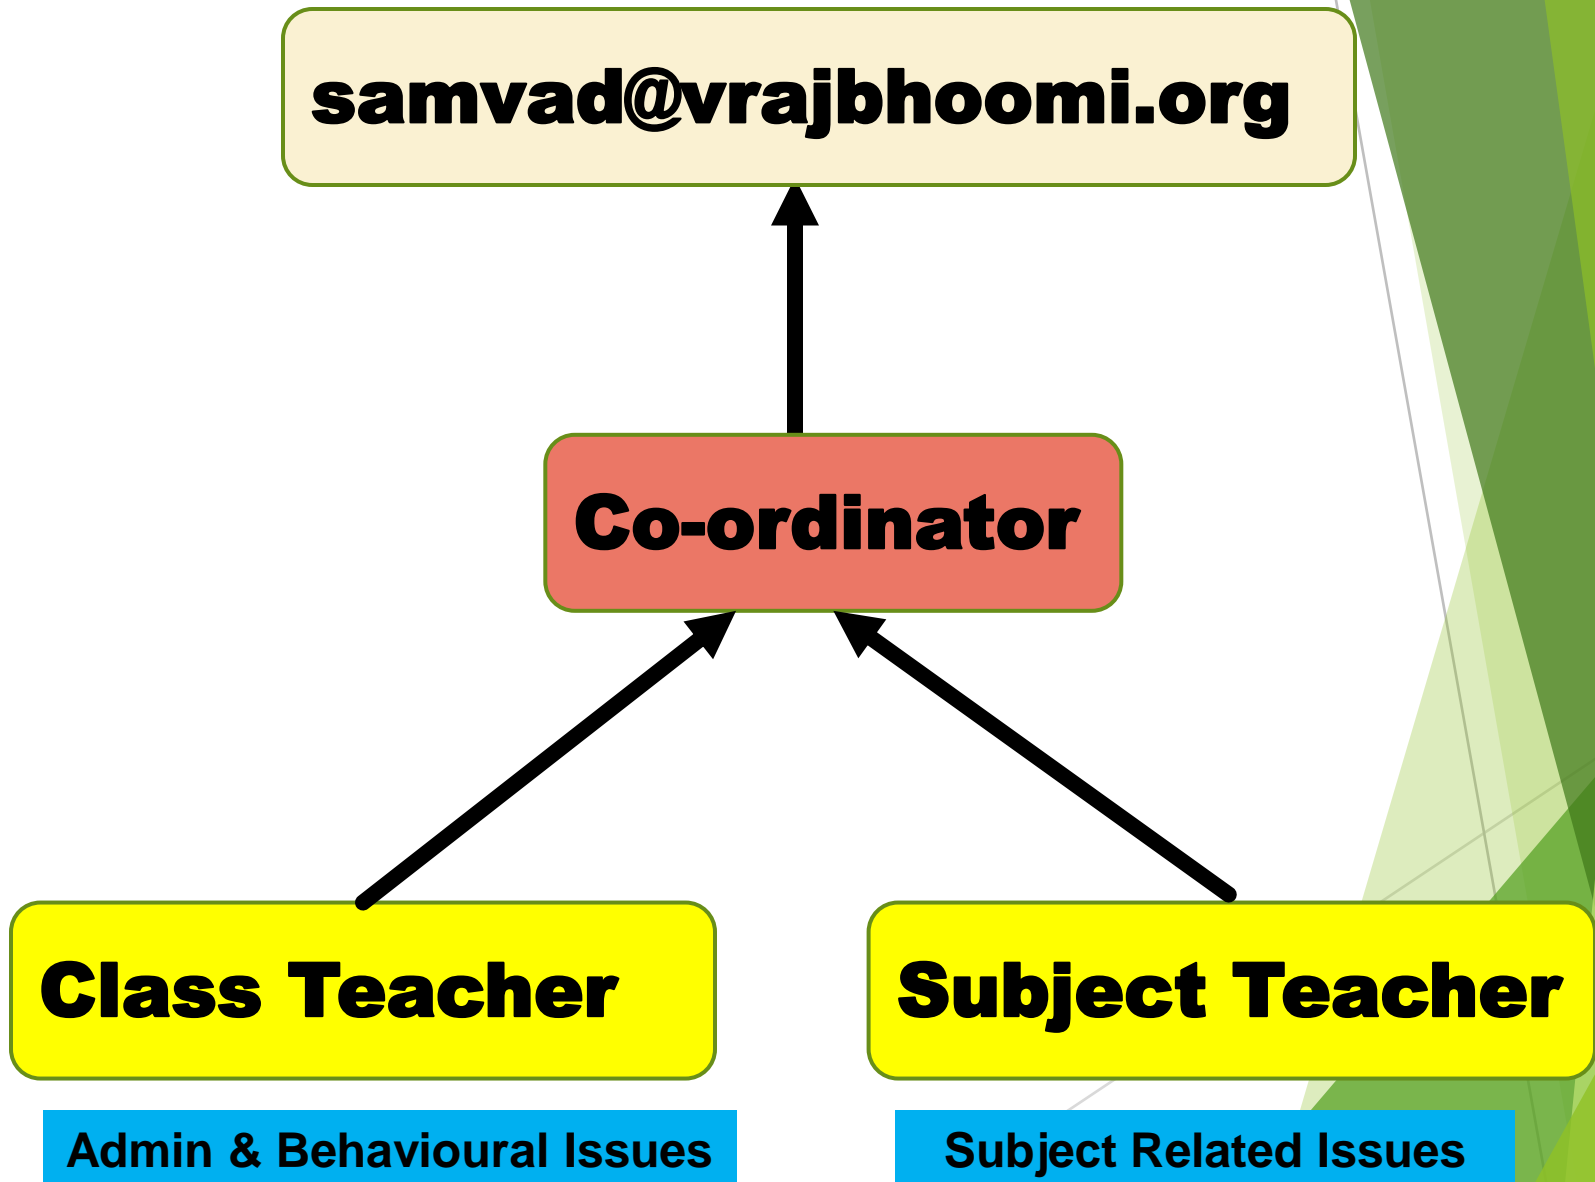 samvad@vrajbhoomi.org
Co-ordinator
Class Teacher
Subject Teacher
Admin & Behavioural Issues
Subject Related Issues